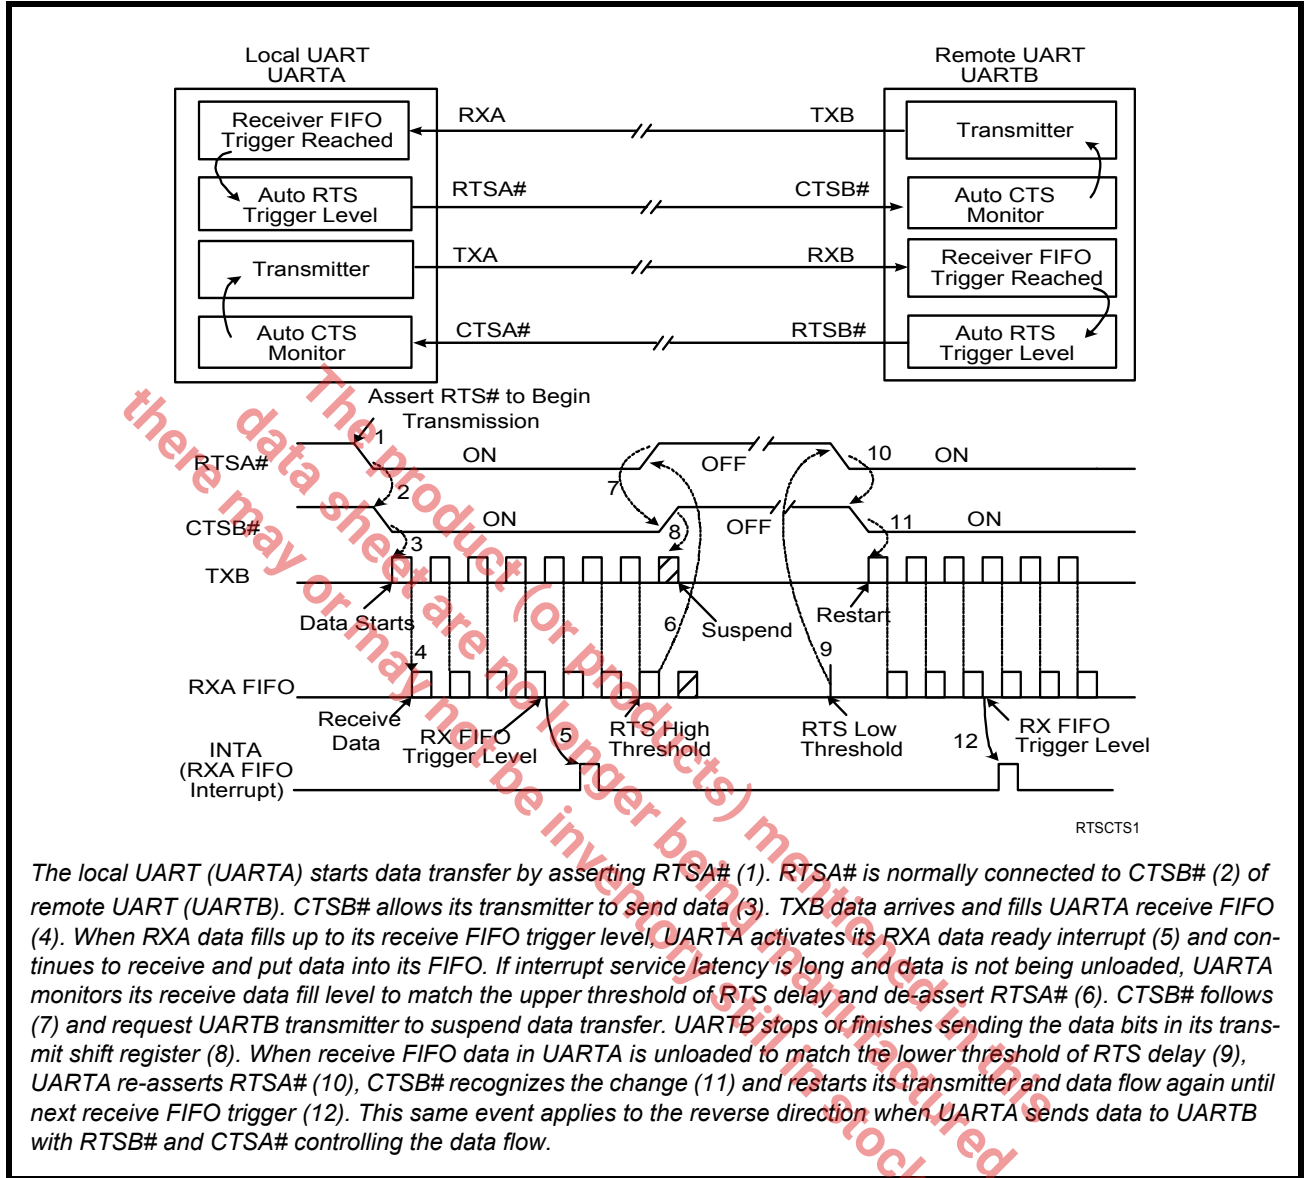 Local UART
UARTA
Remote UART
UARTB
Receiver FIFO
Trigger Reached
RXA
TXB
Transmitter
Auto RTS
Trigger Level
RTSA#
CTSB#
Auto CTS
Monitor
Transmitter
TXA
RXB
Receiver FIFO
Trigger Reached
Auto CTS
Monitor
CTSA#
RTSB#
Auto RTS
Trigger Level
Assert RTS# to Begin
Transmission
1
RTSA#
ON
OFF
10
ON
2
7
CTSB#
ON
8
OFF
11
ON
3
TXB
Data Starts
6
Suspend
Restart
4
9
RXA FIFO
Receive
Data
RX FIFO
Trigger Level
5
RTS High
Threshold
RTS Low
Threshold
12
RX FIFO
Trigger Level
INTA
(RXA FIFO
Interrupt)
RTSCTS1
The local UART (UARTA) starts data transfer by asserting RTSA# (1). RTSA# is normally connected to CTSB# (2) of
remote UART (UARTB). CTSB# allows its transmitter to send data (3). TXB data arrives and fills UARTA receive FIFO
(4). When RXA data fills up to its receive FIFO trigger level, UARTA activates its RXA data ready interrupt (5) and con-
tinues to receive and put data into its FIFO. If interrupt service latency is long and data is not being unloaded, UARTA
monitors its receive data fill level to match the upper threshold of RTS delay and de-assert RTSA# (6). CTSB# follows
(7) and request UARTB transmitter to suspend data transfer. UARTB stops or finishes sending the data bits in its trans-
mit shift register (8). When receive FIFO data in UARTA is unloaded to match the lower threshold of RTS delay (9),
UARTA re-asserts RTSA# (10), CTSB# recognizes the change (11) and restarts its transmitter and data flow again until
next receive FIFO trigger (12). This same event applies to the reverse direction when UARTA sends data to UARTB
with RTSB# and CTSA# controlling the data flow.
The product (or products) mentioned in this
data sheet are no longer being manufactured
there may or may not be inventory still in stock